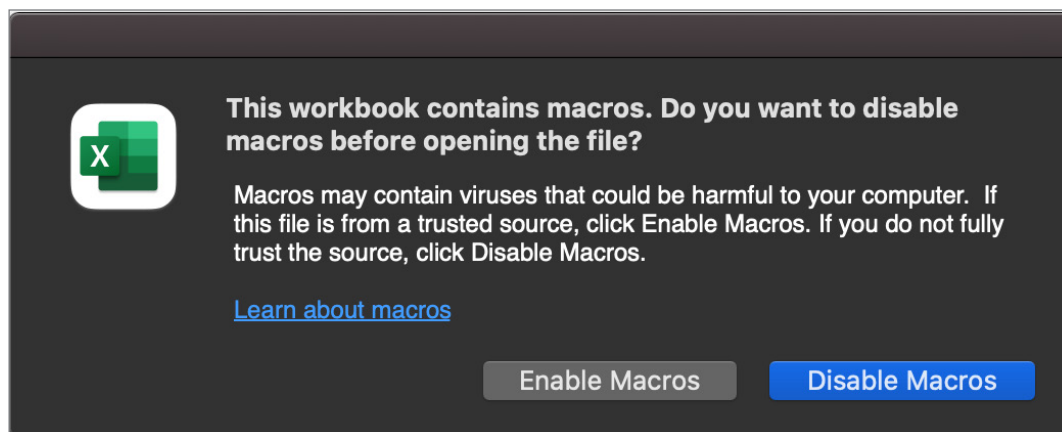 This workbook contains macros. Do you want to disable
macros before opening the file?
Macros may contain viruses that could be harmful to your computer.  If
this file is from a trusted source, click Enable Macros. If you do not fully
trust the source, click Disable Macros.
Learn about macros
Enable Macros
Disable Macros
X